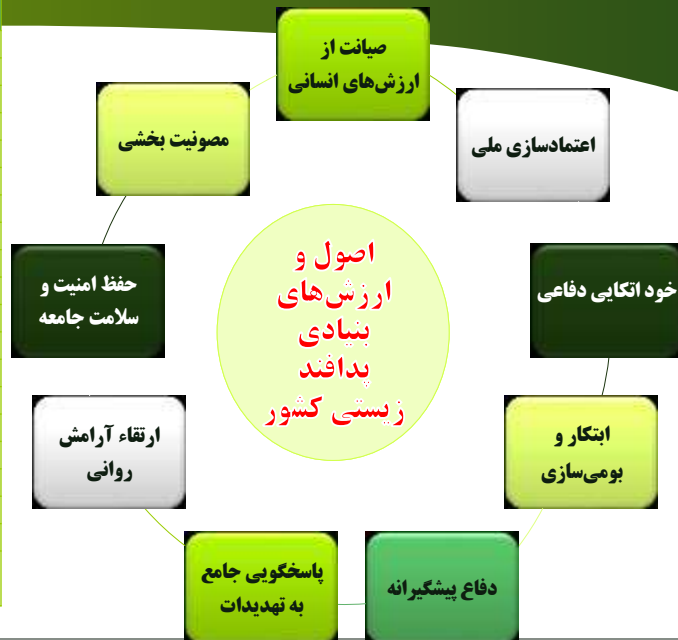 صیانت از
ارزش‌های انسانی
اعتمادسازی ملی
خود اتکایی دفاعی
ابتکار و
بومی‌سازی
دفاع پیشگیرانه
پاسخگویی جامع
به تهدیدات
ارتقاء آرامش
روانی
حفظ امنیت و
سلامت جامعه
مصونیت بخشی
اصول و
ارزش‌های
بنیادی
پدافند
زیستی کشور